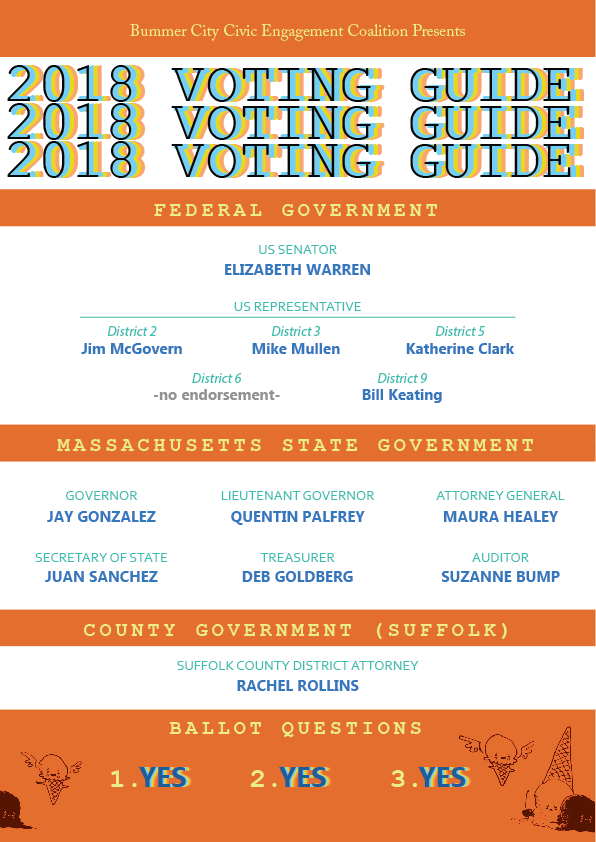 Bummer City Civic Engagement Coalition Presents
2018 VOTING GUIDE
2018 VOTING GUIDE
2018 VOTING GUIDE
FEDERAL GOVERNMENT
US SENATOR
ELIZABETH WARREN
US REPRESENTATIVE
District 2 District 3 District 5
Jim McGovern Mike Mullen Katherine Clark
District 6 District 9
-no endorsement- Bill Keating
MASSACHUSETTS STATE GOVERNMENT
GOVERNOR LIEUTENANT GOVERNOR ATTORNEY GENERAL
JAY GONZALEZ QUENTIN PALFREY MAURA HEALEY
SECRETARY OF STATE TREASURER AUDITOR
JUAN SANCHEZ DEB GOLDBERG SUZANNE BUMP
COUNTY GOVERNMENT (SUFFOLK)
SUFFOLK COUNTY DISTRICT ATTORNEY
RACHEL ROLLINS
BALLOT QUESTIONS
1.YES 2.YES 3.YES